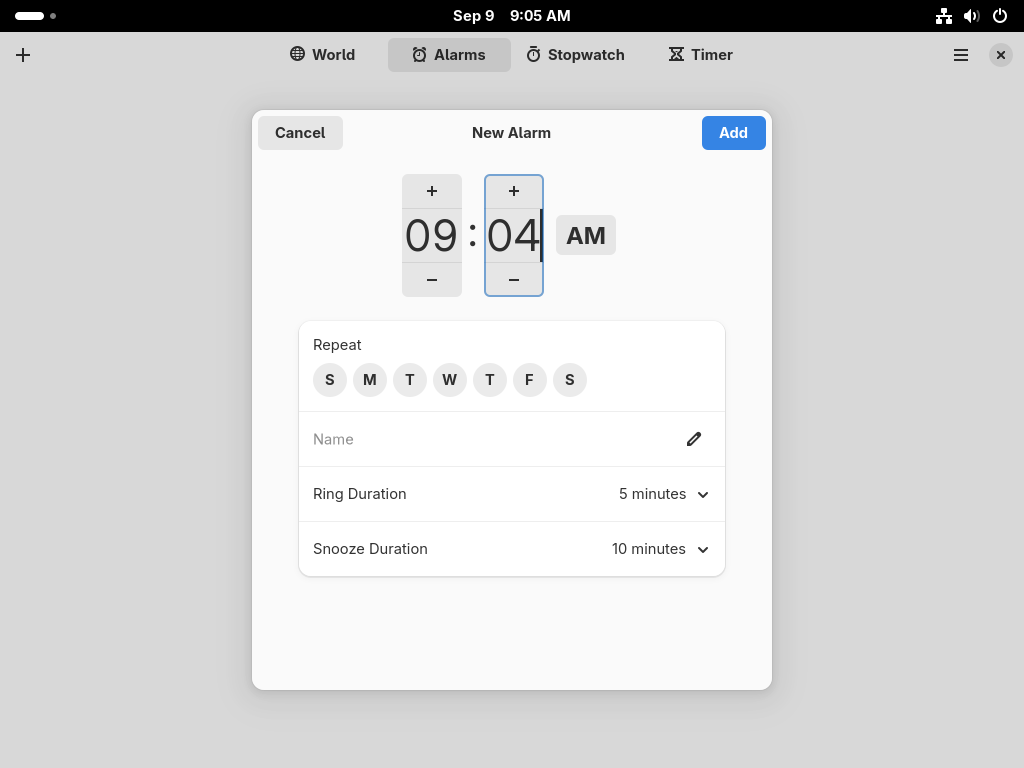 Sep 9 9:05 AM
World Alarms Stopwatch Timer
Cancel New Alarm Add
09 : 04 AM
Repeat
S M T W T F S
Name
Ring Duration 5 minutes
Snooze Duration 10 minutes